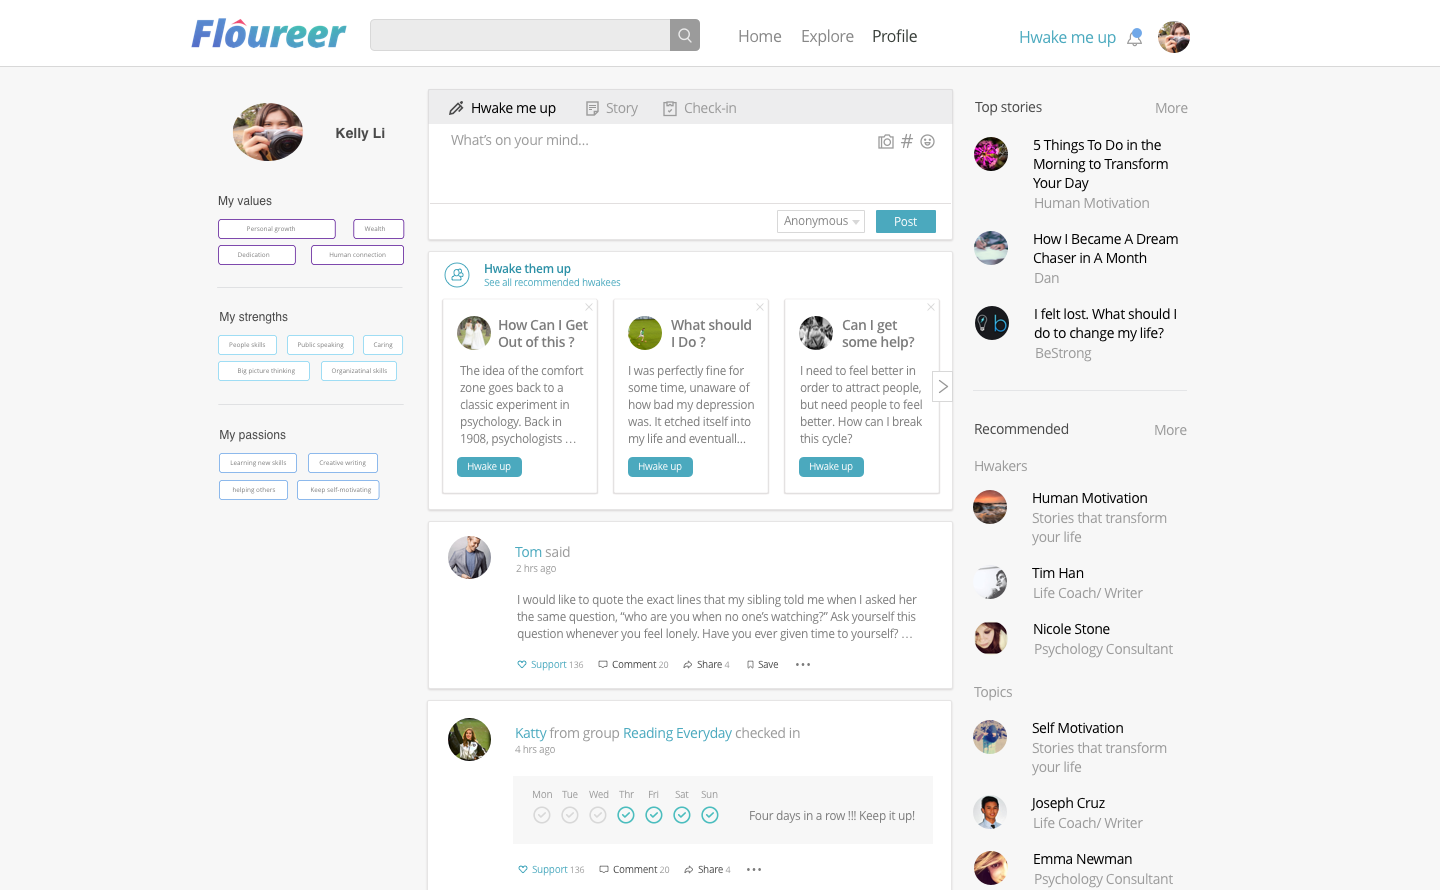 Floureer
Home Explore Profile
Hwake me up
Kelly Li
My values
Personal growth
Wealth
Dedication
Human connection
My strengths
People skills
Public speaking
Caring
Big picture thinking
Organizatinal skills
My passions
Learning new skills
Creative writing
helping others
Keep self-motivating
Hwake me up
Story
Check-in
What's on your mind...
#
Anonymous
Post
Hwake them up
See all recommended hwakees
How Can I Get
Out of this ?
The idea of the comfort
zone goes back to a
classic experiment in
psychology. Back in
1908, psychologists ...
Hwake up
What should
I Do ?
I was perfectly fine for
some time, unaware of
how bad my depression
was. It etched itself into
my life and eventuall...
Hwake up
Can I get
some help?
I need to feel better in
order to attract people,
but need people to feel
better. How can I break
this cycle?
Hwake up
Tom said
2 hrs ago
I would like to quote the exact lines that my sibling told me when I asked her
the same question, “who are you when no one’s watching?” Ask yourself this
question whenever you feel lonely. Have you ever given time to yourself? ...
Support 136 Comment 20 Share 4 Save
Katty from group Reading Everyday checked in
4 hrs ago
Mon Tue Wed Thr Fri Sat Sun
Four days in a row !!! Keep it up!
Support 136 Comment 20 Share 4
Top stories
More
5 Things To Do in the
Morning to Transform
Your Day
Human Motivation
How I Became A Dream
Chaser in A Month
Dan
b
I felt lost. What should I
do to change my life?
BeStrong
Recommended
More
Hwakers
Human Motivation
Stories that transform
your life
Tim Han
Life Coach/ Writer
Nicole Stone
Psychology Consultant
Topics
Self Motivation
Stories that transform
your life
Joseph Cruz
Life Coach/ Writer
Emma Newman
Psychology Consultant